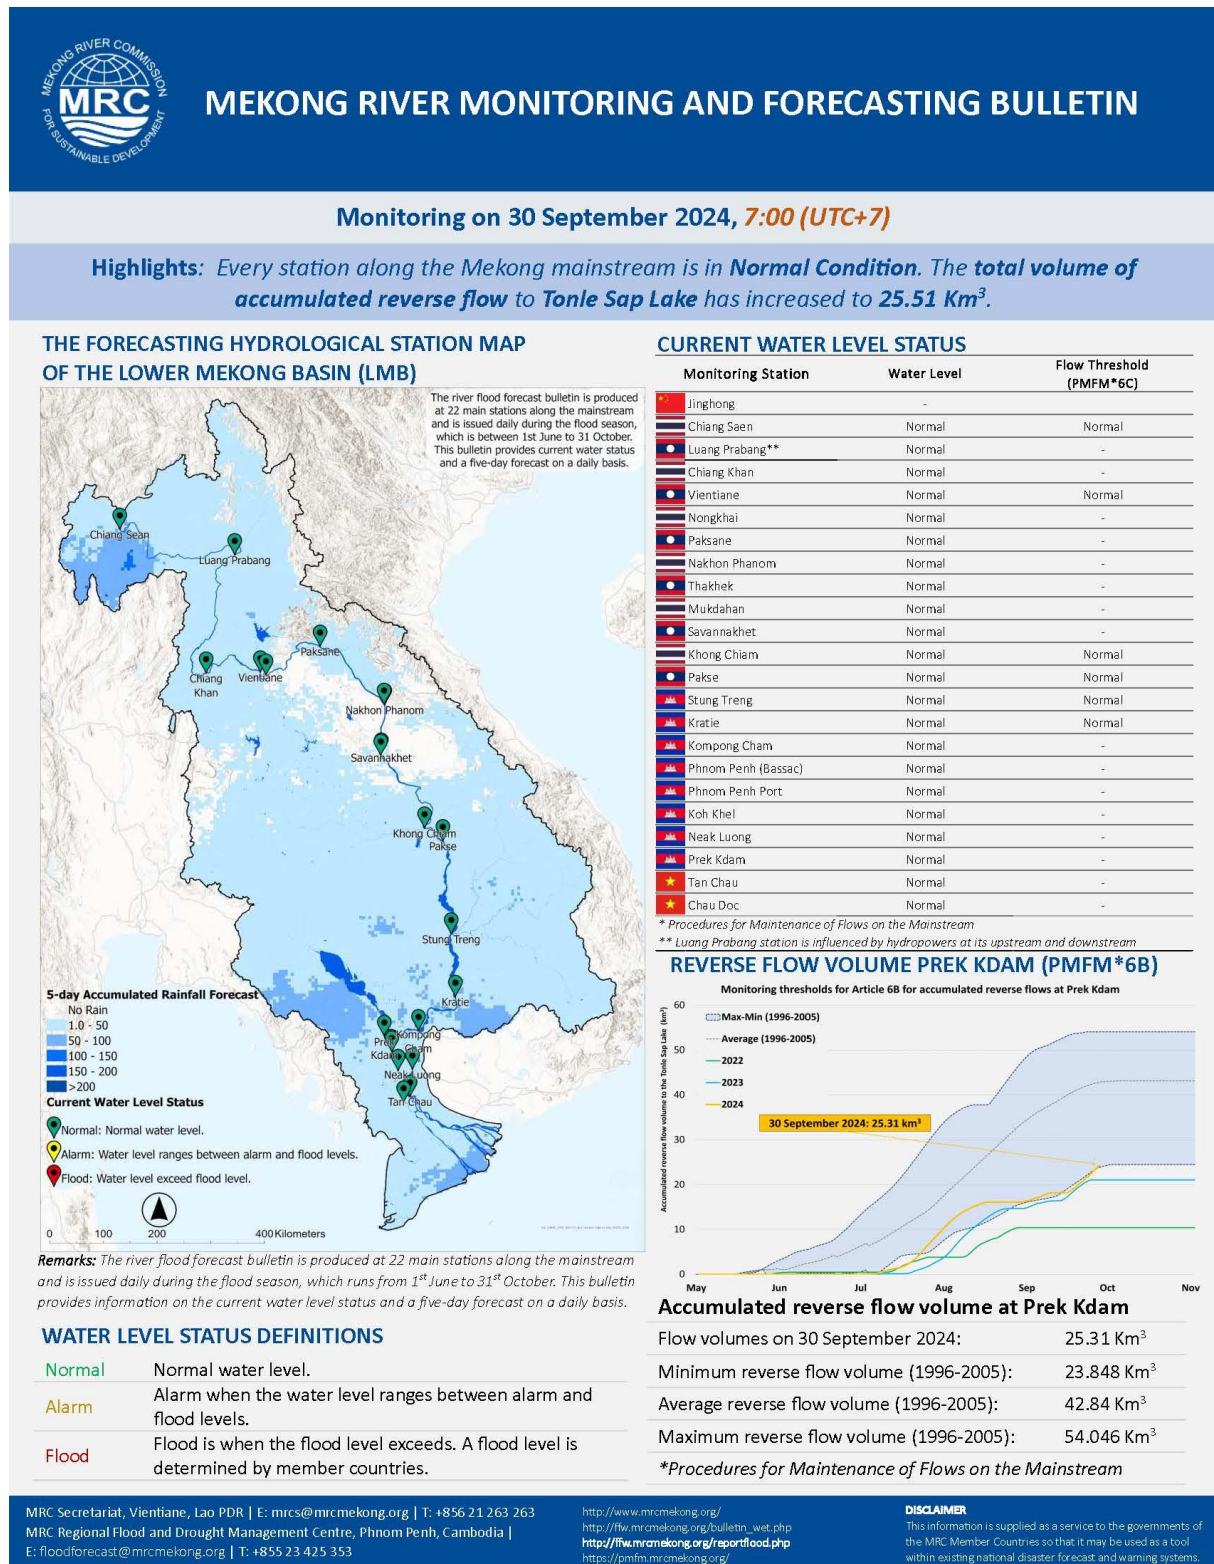 MEKONG RIVER COMMISSION
MRC
FOR SUSTAINABLE DEVELOPMENT
MEKONG RIVER MONITORING AND FORECASTING BULLETIN
Monitoring on 30 September 2024, 7:00 (UTC+7)
Highlights: Every station along the Mekong mainstream is in Normal Condition. The total volume of
accumulated reverse flow to Tonle Sap Lake has increased to 25.51 Km³.
THE FORECASTING HYDROLOGICAL STATION MAP
OF THE LOWER MEKONG BASIN (LMB)
The river flood forecast bulletin is produced
at 22 main stations along the mainstream
and is issued daily during the flood season,
which is between 1st June to 31 October.
This bulletin provides current water status
and a five-day forecast on a daily basis.
Chiang Sean
Luang Prabang
Paksane
Chiang
Khan
Vientiane
Nakhon Phanom
Savannakhet
Khong Chiam
Pakse
Stung Treng
Kratie
Kompong
Cham
Prek
Kdam
Neak Luong
Tan Chau
5-day Accumulated Rainfall Forecast
No Rain
1.0 - 50
50 - 100
100 - 150
150 - 200
>200
Current Water Level Status
Normal: Normal water level.
Alarm: Water level ranges between alarm and flood levels.
Flood: Water level exceed flood level.
0 100 200 400 Kilometers
Remarks: The river flood forecast bulletin is produced at 22 main stations along the mainstream
and is issued daily during the flood season, which runs from 1st June to 31st October. This bulletin
provides information on the current water level status and a five-day forecast on a daily basis.
WATER LEVEL STATUS DEFINITIONS
Normal Normal water level.
Alarm Alarm when the water level ranges between alarm and
flood levels.
Flood Flood is when the flood level exceeds. A flood level is
determined by member countries.
CURRENT WATER LEVEL STATUS
Monitoring Station Water Level Flow Threshold
(PMFM*6C)
Jinghong -
Chiang Saen Normal Normal
Luang Prabang** Normal -
Chiang Khan Normal -
Vientiane Normal Normal
Nongkhai Normal -
Paksane Normal -
Nakhon Phanom Normal -
Thakhek Normal -
Mukdahan Normal -
Savannakhet Normal -
Khong Chiam Normal Normal
Pakse Normal Normal
Stung Treng Normal Normal
Kratie Normal Normal
Kompong Cham Normal -
Phnom Penh (Bassac) Normal -
Phnom Penh Port Normal -
Koh Khel Normal -
Neak Luong Normal -
Prek Kdam Normal -
Tan Chau Normal -
Chau Doc Normal -
* Procedures for Maintenance of Flows on the Mainstream
** Luang Prabang station is influenced by hydropowers at its upstream and downstream
REVERSE FLOW VOLUME PREK KDAM (PMFM*6B)
Monitoring thresholds for Article 6B for accumulated reverse flows at Prek Kdam
Accumulated reverse flow volume to the Tonle Sap Lake (km³)
60
50
40
30
20
10
0
Max-Min (1996-2005)
Average (1996-2005)
2022
2023
2024
30 September 2024: 25.31 km³
May Jun Jul Aug Sep Oct Nov
Accumulated reverse flow volume at Prek Kdam
Flow volumes on 30 September 2024: 25.31 Km³
Minimum reverse flow volume (1996-2005): 23.848 Km³
Average reverse flow volume (1996-2005): 42.84 Km³
Maximum reverse flow volume (1996-2005): 54.046 Km³
*Procedures for Maintenance of Flows on the Mainstream
MRC Secretariat, Vientiane, Lao PDR | E: mrcs@mrcmekong.org | T: +856 21 263 263
MRC Regional Flood and Drought Management Centre, Phnom Penh, Cambodia |
E: floodforecast@mrcmekong.org | T: +855 23 425 353
http://www.mrcmekong.org/
http://ffw.mrcmekong.org/bulletin_wet.php
http://ffw.mrcmekong.org/reportflood.php
https://pmfm.mrcmekong.org/
DISCLAIMER
This information is supplied as a service to the governments of
the MRC Member Countries so that it may be used as a tool
within existing national disaster forecast and warning systems.